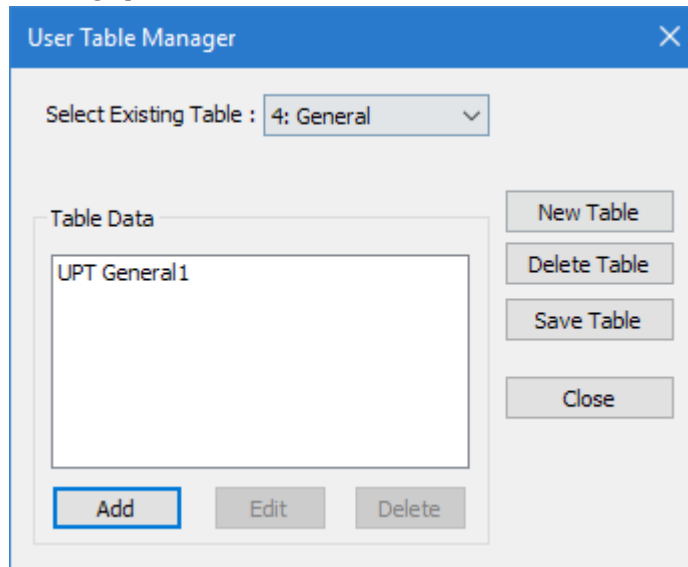 User Table Manager
Select Existing Table : 4: General
New Table
Table Data
Delete Table
UPT General1
Save Table
Close
Add Edit Delete